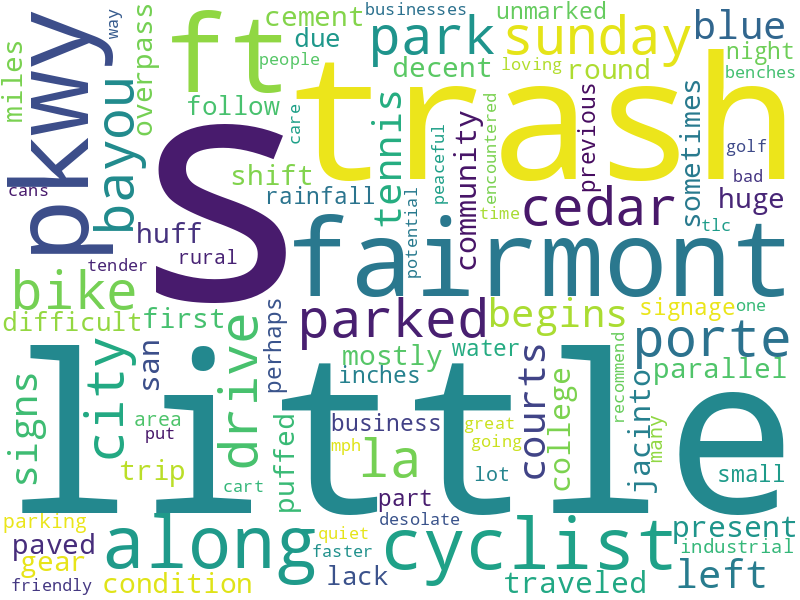 way
businesses
unmarked
cement
park
sunday
blue
miles
pkwy
overpass
ft
due
people
decent
loving
round
night
benches
bayou
follow
care
trash
tennis
peaceful
community
encountered
previous
sometimes
golf
bad
cans
S
shift
rainfall
potential
time
cedar
huge
tlc
huff
rural
tender
fairmont
bike
difficult
first
perhaps
parked
begins
signage
one
porte
mostly
water
parallel
signs
city
san
drive
inches
courts
college
recommend
jacinto
many
little
area
put
business
great
going
mph
la
trip
puffed
cart
lot
small
part
parking
along
desolate
cyclist
present
paved
gear
quiet
faster
industrial
friendly
condition
lack
traveled
left